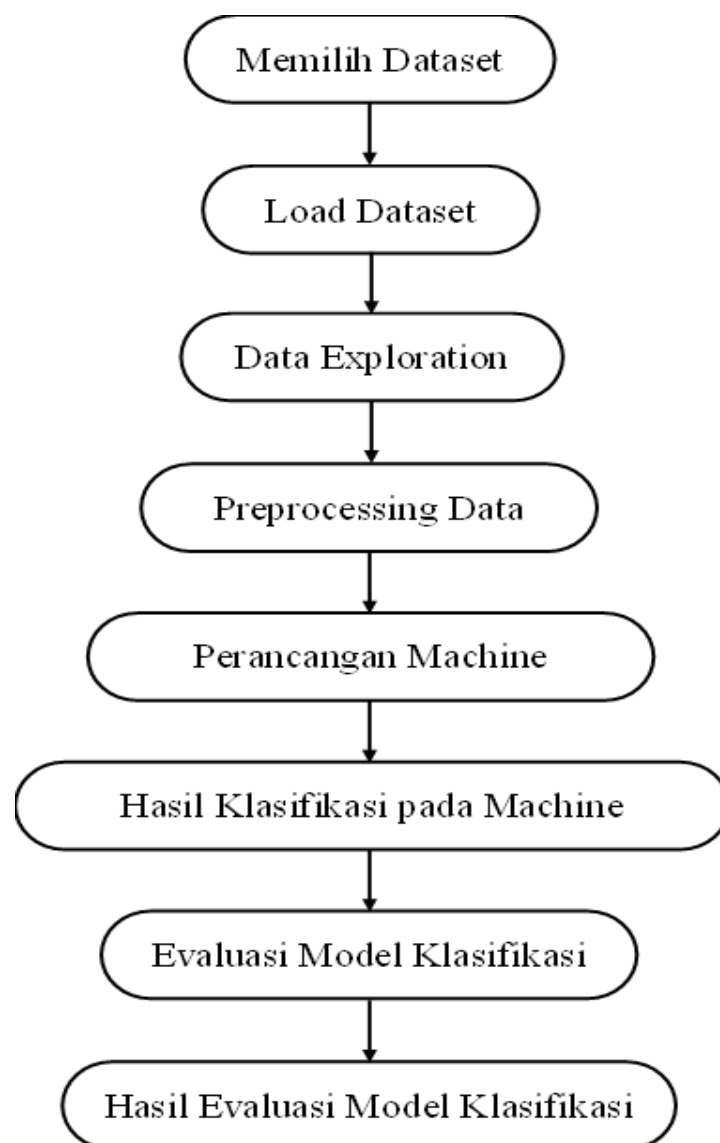 Memilih Dataset
Load Dataset
Data Exploration
Preprocessing Data
Perancangan Machine
Hasil Klasifikasi pada Machine
Evaluasi Model Klasifikasi
Hasil Evaluasi Model Klasifikasi